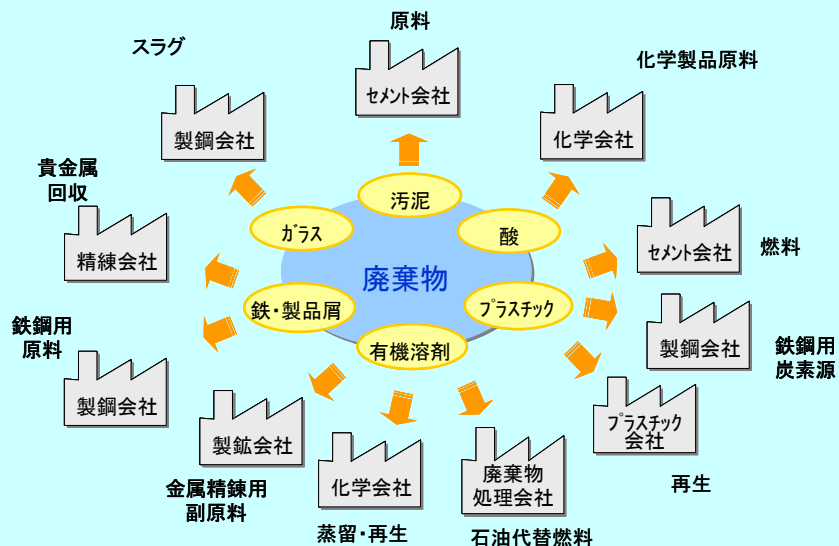 原料
スラグ
化学製品原料
セメント会社
製鋼会社
化学会社
貴金属
回収
汚泥
ガラス
酸
精練会社
セメント会社
燃料
廃棄物
鉄・製品屑
プラスチック
鉄鋼用
原料
有機溶剤
製鋼会社
鉄鋼用
炭素源
製鋼会社
製鉱会社
プラスチック
会社
金属精錬用
副原料
化学会社
廃棄物
処理会社
再生
蒸留・再生
石油代替燃料